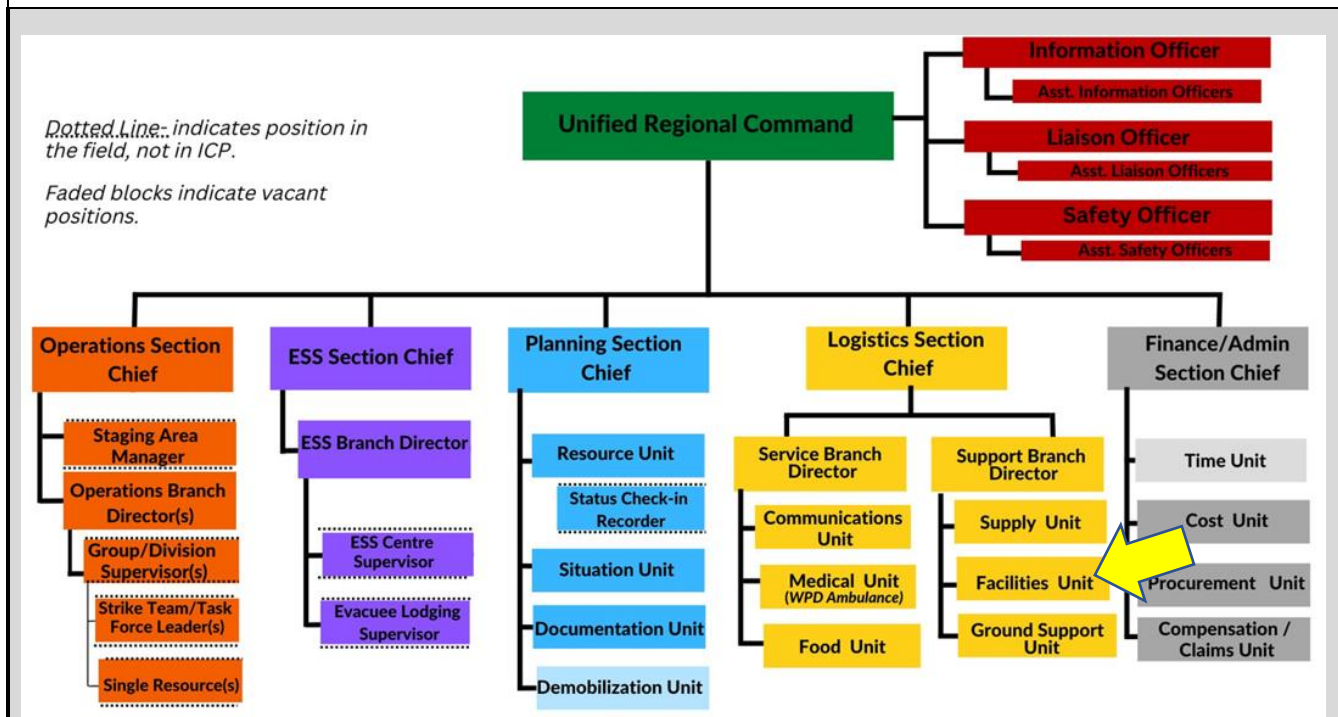 Information Officer
Asst. Information Officers
Unified Regional Command
Liaison Officer
Asst. Liaison Officers
Safety Officer
Asst. Safety Officers
Dotted Line- indicates position in
the field, not in ICP.
Faded blocks indicate vacant
positions.
Operations Section
Chief
Staging Area
Manager
Operations Branch
Director(s)
Group/Division
Supervisor(s)
Strike Team/Task
Force Leader(s)
Single Resource(s)
ESS Section Chief
ESS Branch Director
ESS Centre
Supervisor
Evacuee Lodging
Supervisor
Planning Section
Chief
Resource Unit
Status Check-in
Recorder
Situation Unit
Documentation Unit
Demobilization Unit
Logistics Section
Chief
Service Branch
Director
Communications
Unit
Medical Unit
(WPD Ambulance)
Food Unit
Support Branch
Director
Supply Unit
Facilities Unit
Ground Support
Unit
Finance/Admin
Section Chief
Time Unit
Cost Unit
Procurement Unit
Compensation /
Claims Unit